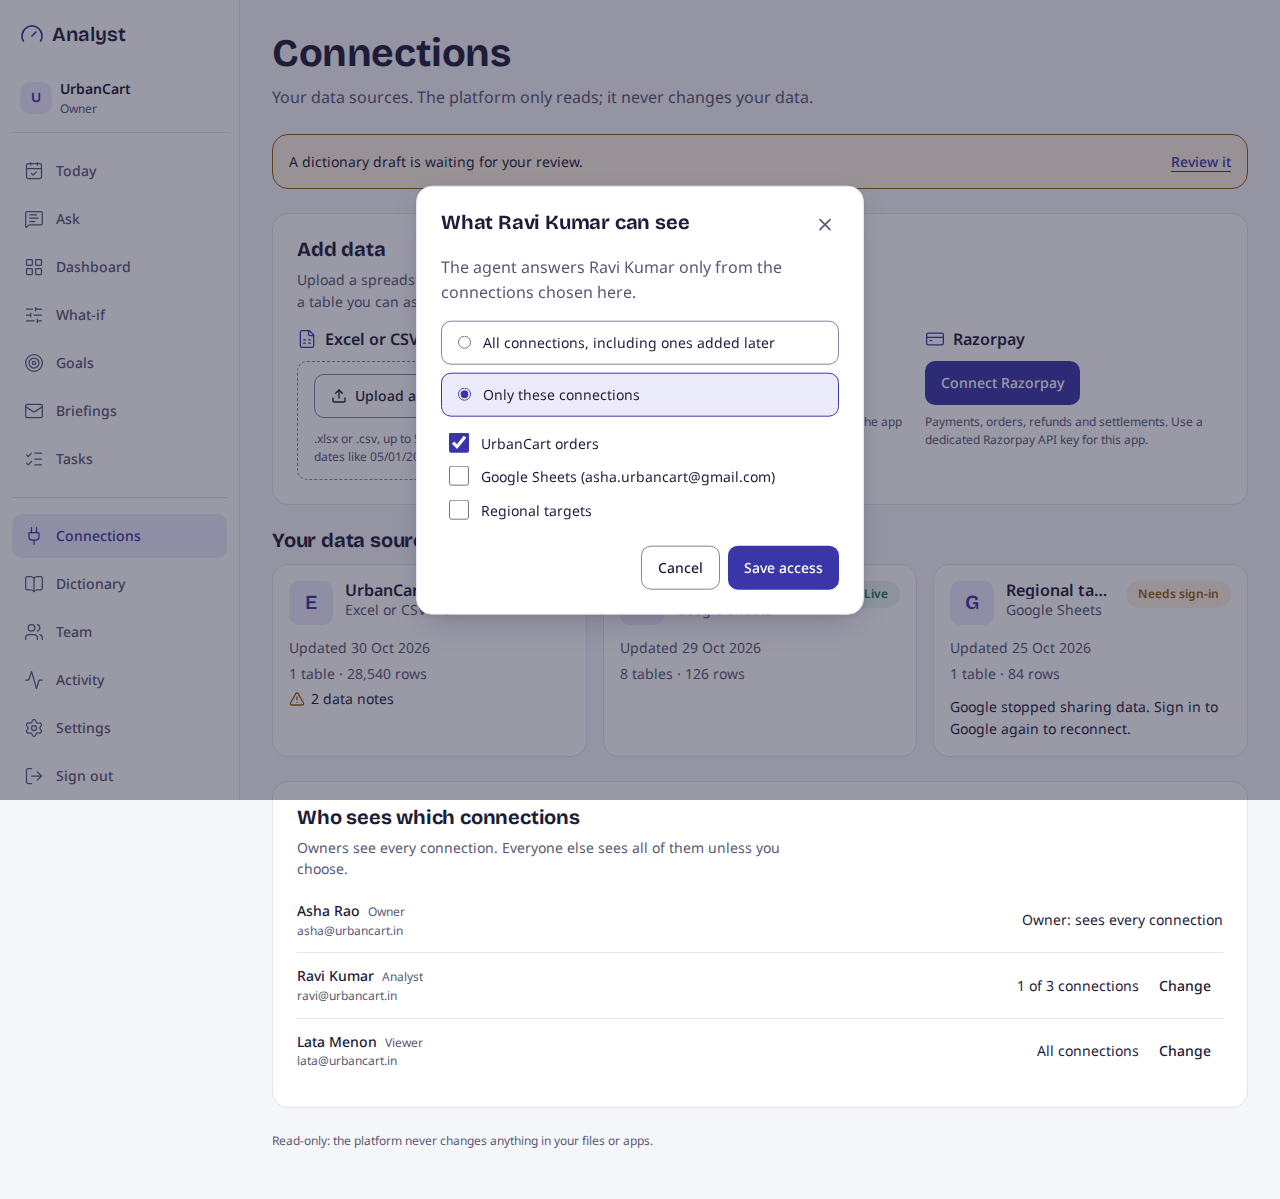 Analyst
U
UrbanCart
Owner
Today
Ask
Dashboard
What-if
Goals
Briefings
Tasks
Connections
Dictionary
Team
Activity
Settings
Sign out
Connections
Your data sources. The platform only reads; it never changes your data.
A dictionary draft is waiting for your review.
Review it
Add data
Upload a spreads
a table you can as
Excel or CSV
Upload a
.xlsx or .csv, up to
dates like 05/01/20
he app
Razorpay
Connect Razorpay
Payments, orders, refunds and settlements. Use a
dedicated Razorpay API key for this app.
What Ravi Kumar can see
The agent answers Ravi Kumar only from the
connections chosen here.
All connections, including ones added later
Only these connections
UrbanCart orders
Google Sheets (asha.urbancart@gmail.com)
Regional targets
Cancel
Save access
Your data sour
E
UrbanCar
Excel or CS
Updated 30 Oct 2026
1 table · 28,540 rows
2 data notes
Live
Updated 29 Oct 2026
8 tables · 126 rows
G
Regional ta...
Google Sheets
Needs sign-in
Updated 25 Oct 2026
1 table · 84 rows
Google stopped sharing data. Sign in to
Google again to reconnect.
Who sees which connections
Owners see every connection. Everyone else sees all of them unless you
choose.
Asha Rao Owner
asha@urbancart.in
Owner: sees every connection
Ravi Kumar Analyst
ravi@urbancart.in
1 of 3 connections Change
Lata Menon Viewer
lata@urbancart.in
All connections Change
Read-only: the platform never changes anything in your files or apps.